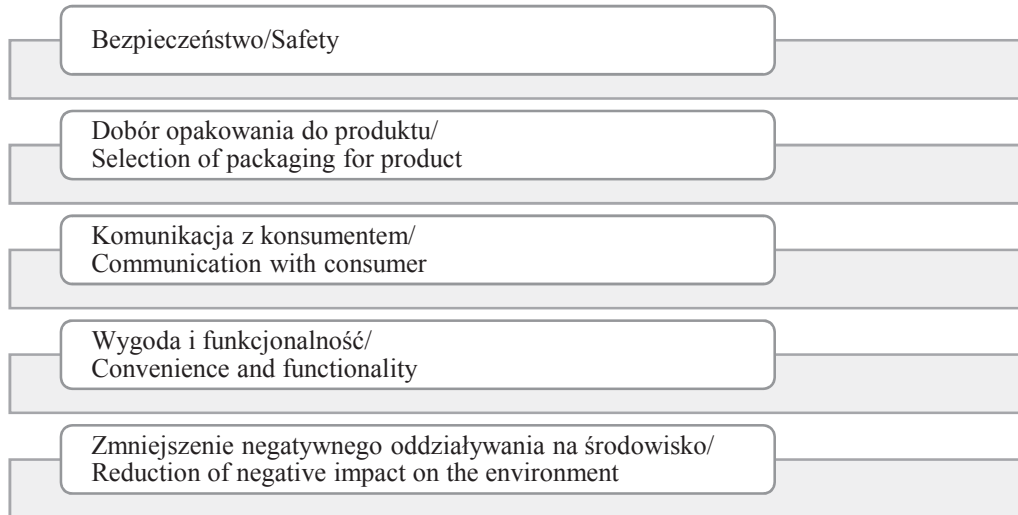 Bezpieczeństwo/Safety
Dobór opakowania do produktu/
Selection of packaging for product
Komunikacja z konsumentem/
Communication with consumer
Wygoda i funkcjonalność/
Convenience and functionality
Zmniejszenie negatywnego oddziaływania na środowisko/
Reduction of negative impact on the environment